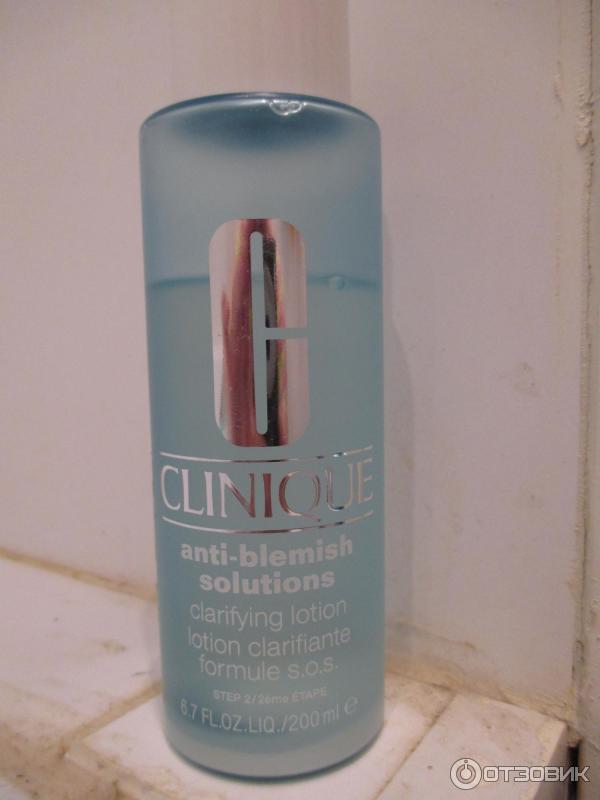 CLINIQUE
anti-blemish
solutions
clarifying lotion
lotion clarifiante
formule s.o.s.
STEP 2/2ème ÉTAPE
6.7 FL.OZ.LIQ./200 ml e
ОТЗОВИК